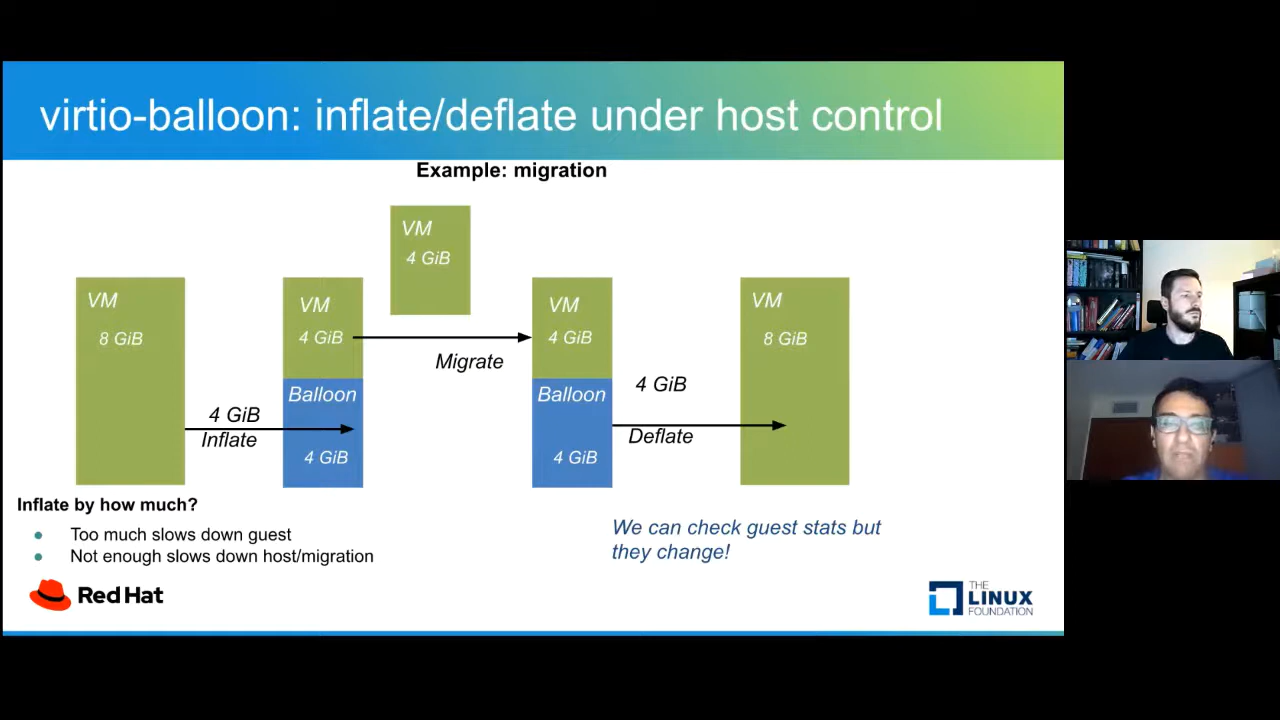 virtio-balloon: inflate/deflate under host control
Example: migration
VM
8 GiB
4 GiB
Inflate
VM
4 GiB
Balloon
4 GiB
VM
4 GiB
Migrate
VM
4 GiB
Balloon
4 GiB
4 GiB
Deflate
VM
8 GiB
Inflate by how much?
Too much slows down guest
Not enough slows down host/migration
We can check guest stats but
they change!
Red Hat
THE
LINUX
FOUNDATION